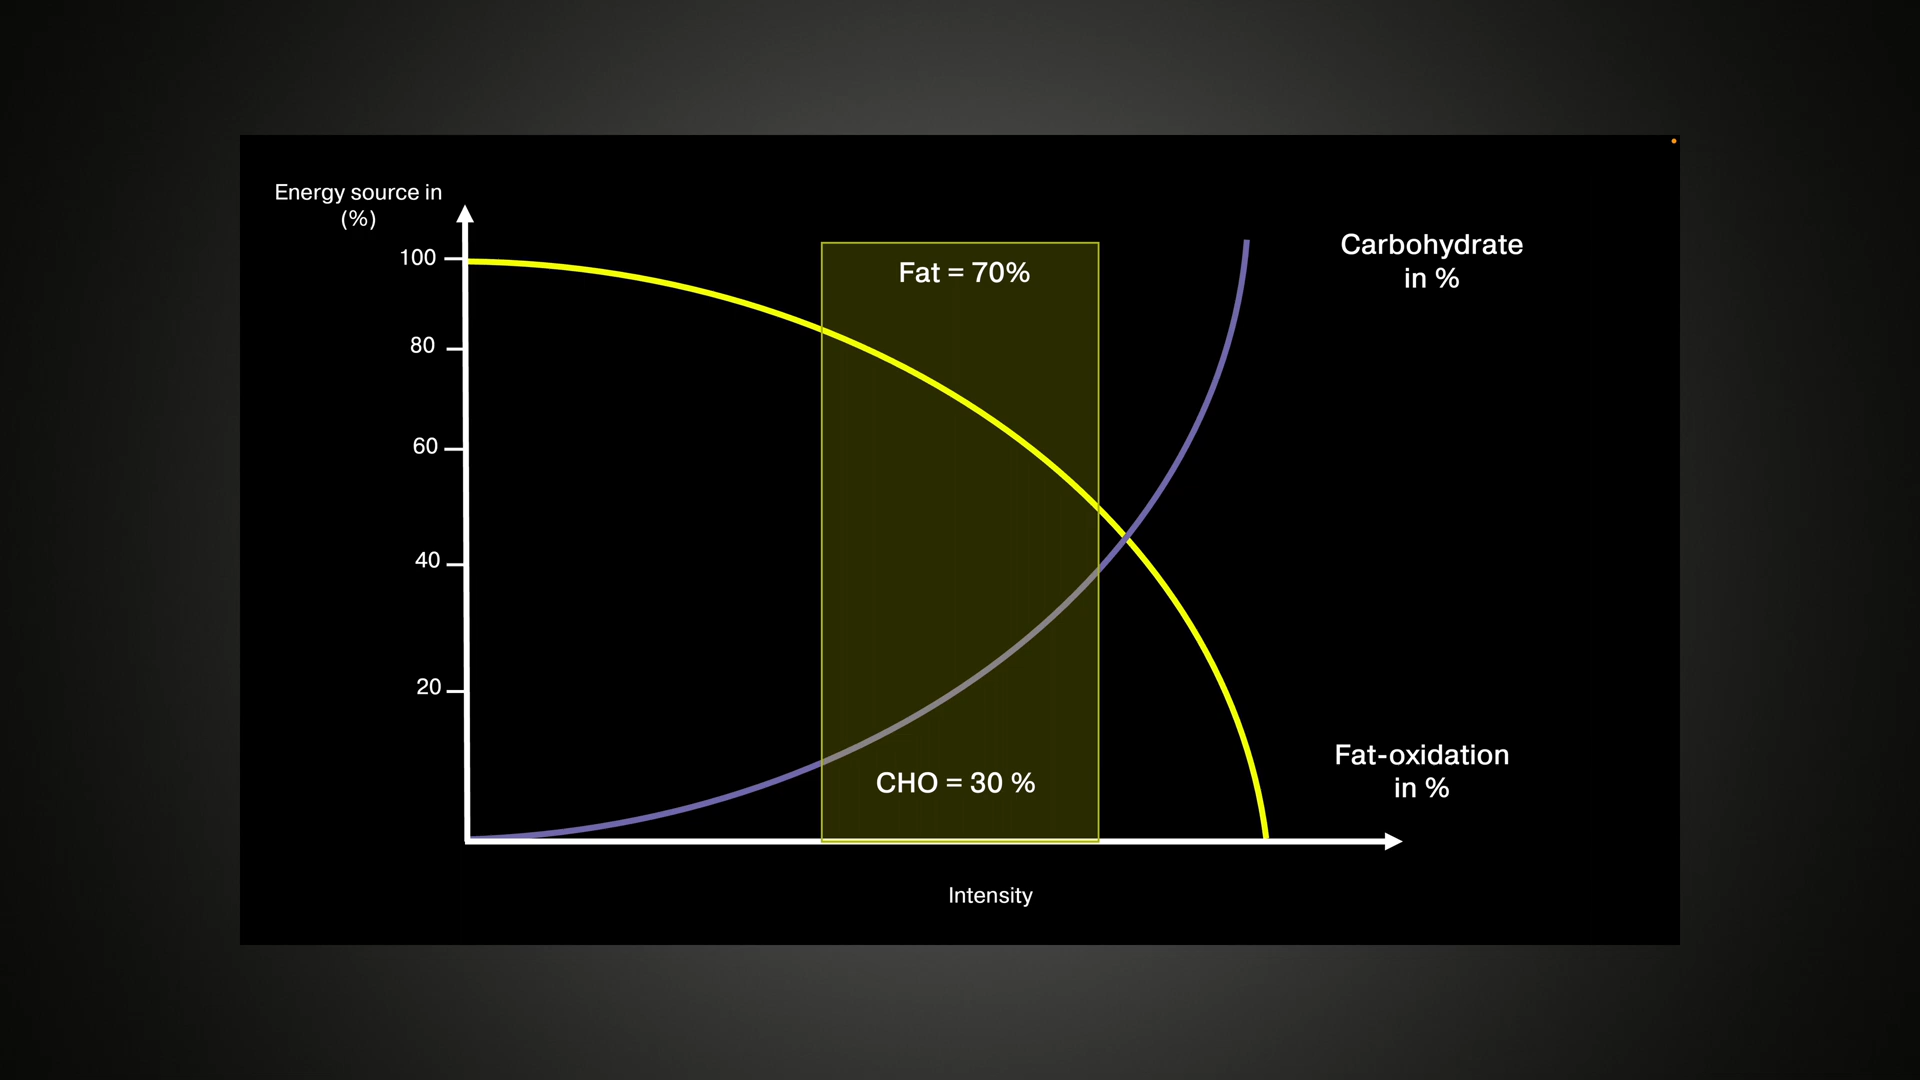 Energy source in
(%)
100
80
60
40
20
Fat = 70%
CHO = 30 %
Carbohydrate
in %
Fat-oxidation
in %
Intensity